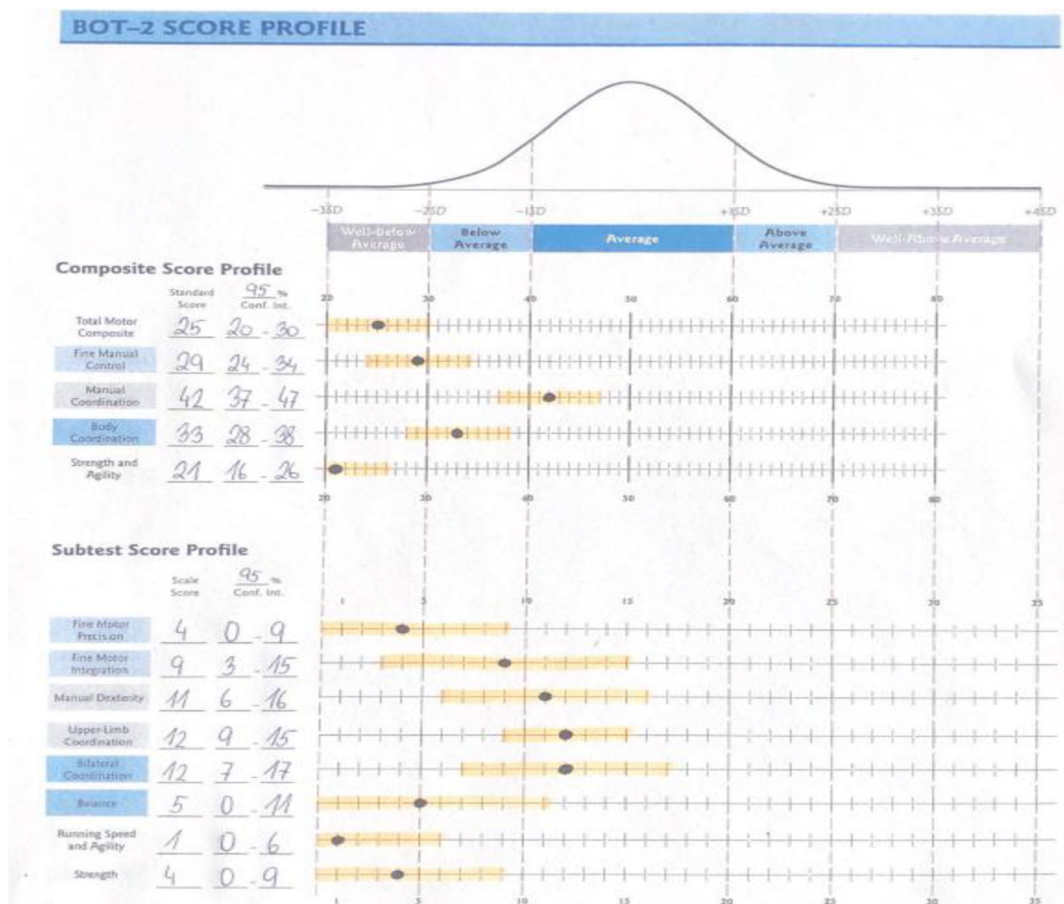 BOT–2 SCORE PROFILE
−3SD −2SD −1SD +1SD +2SD +3SD +4SD
Well-Below Average Below Average Average Above Average Well-Above Average
Composite Score Profile
Standard Score 95 % Conf. Int.
20 30 40 50 60 70 80
Total Motor Composite 25 20 - 30
Fine Manual Control 29 24 - 34
Manual Coordination 42 37 - 47
Body Coordination 33 28 - 38
Strength and Agility 21 16 - 26
20 30 50 60 70 80
Subtest Score Profile
Scale Score 95 % Conf. Int.
1 5 10 15 20 25 30 35
Fine Motor Precision 4 0 - 9
Fine Motor Integration 9 3 - 15
Manual Dexterity 11 6 - 16
Upper-Limb Coordination 12 9 - 15
Bilateral Coordination 12 7 - 17
Balance 5 0 - 11
Running Speed and Agility 1 0 - 6
Strength 4 0 - 9
1 5 10 15 20 25 30 35